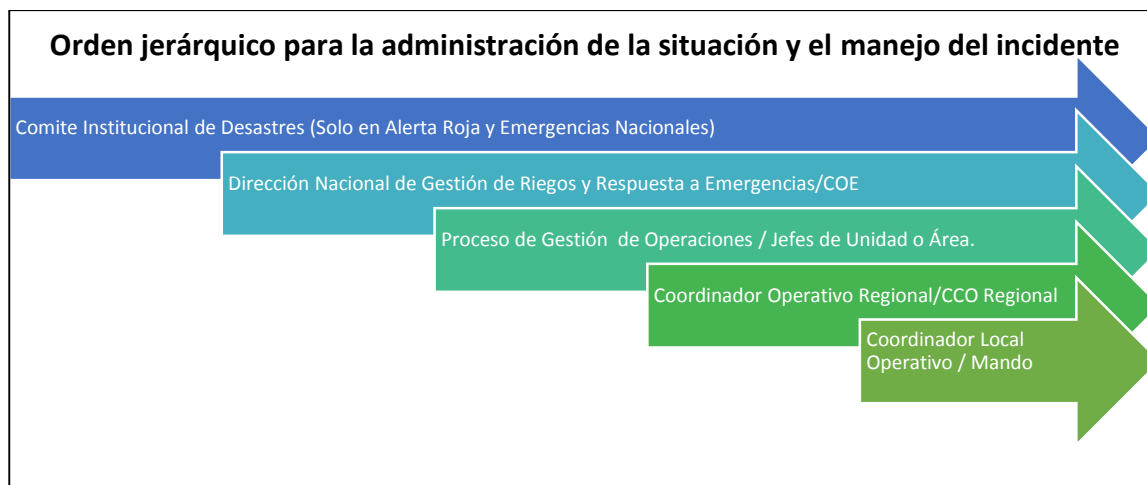 Orden jerárquico para la administración de la situación y el manejo del incidente
Comite Institucional de Desastres (Solo en Alerta Roja y Emergencias Nacionales)
Dirección Nacional de Gestión de Riegos y Respuesta a Emergencias/COE
Proceso de Gestión de Operaciones / Jefes de Unidad o Área.
Coordinador Operativo Regional/CCO Regional
Coordinador Local
Operativo / Mando